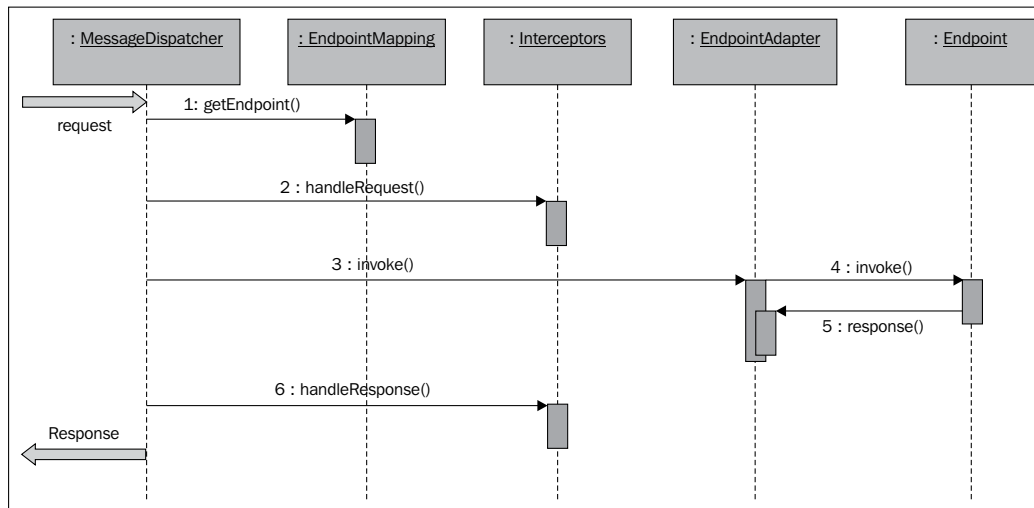 : MessageDispatcher
: EndpointMapping
: Interceptors
: EndpointAdapter
: Endpoint
request
1: getEndpoint()
2 : handleRequest()
3 : invoke()
4 : invoke()
5 : response()
6 : handleResponse()
Response